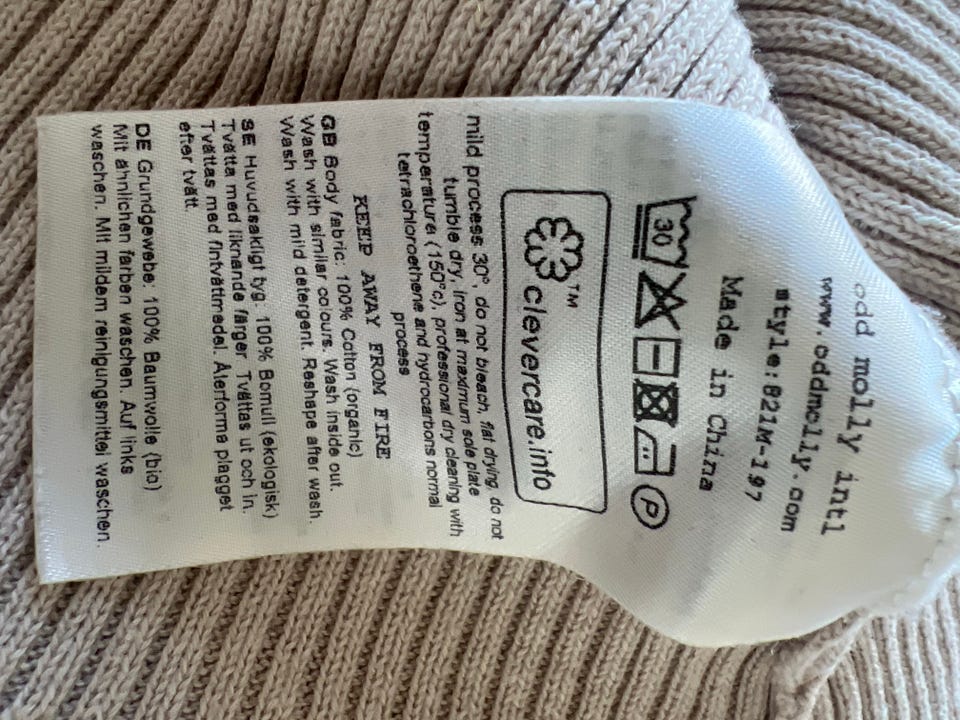 odd molly intl
www.oddmolly.com
style:821M-197
Made in China
30
P
clevercare.info™
mild process 30°, do not bleach, flat drying, do not
tumble dry, iron at maximum sole plate
temperature (150°c), professional dry cleaning with
tetrachloroethene and hydrocarbons normal
process
KEEP AWAY FROM FIRE
GB Body fabric: 100% Cotton (organic)
Wash with similar colours. Wash inside out.
Wash with mild detergent. Reshape after wash.
SE Huvudsakligt tyg: 100% Bomull (ekologisk)
Tvätta med liknande färger. Tvättas ut och in.
Tvättas med fintvättmedel. Återforma plagget
efter tvätt.
DE Grundgewebe: 100% Baumwolle (bio)
Mit ähnlichen farben waschen. Auf links
waschen. Mit mildem reinigungsmittel waschen.